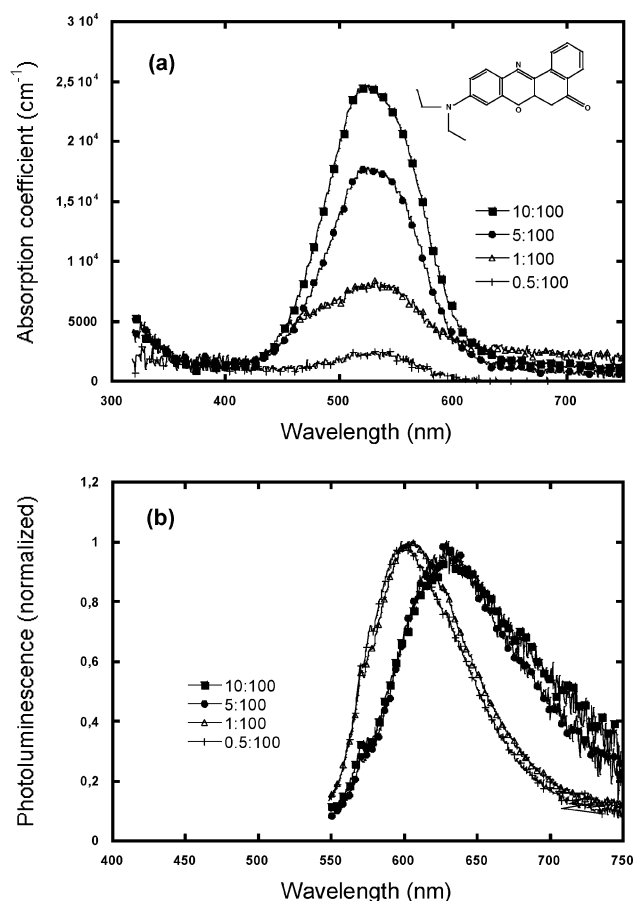 3 10⁴
2,5 10⁴
2 10⁴
1,5 10⁴
1 10⁴
5000
0
Absorption coefficient (cm⁻¹)
(a)
N
N
O
O
10:100
5:100
1:100
0.5:100
300 400 500 600 700
Wavelength (nm)
1,2
1
0,8
0,6
0,4
0,2
0
Photoluminescence (normalized)
(b)
10:100
5:100
1:100
0.5:100
400 450 500 550 600 650 700 750
Wavelength (nm)